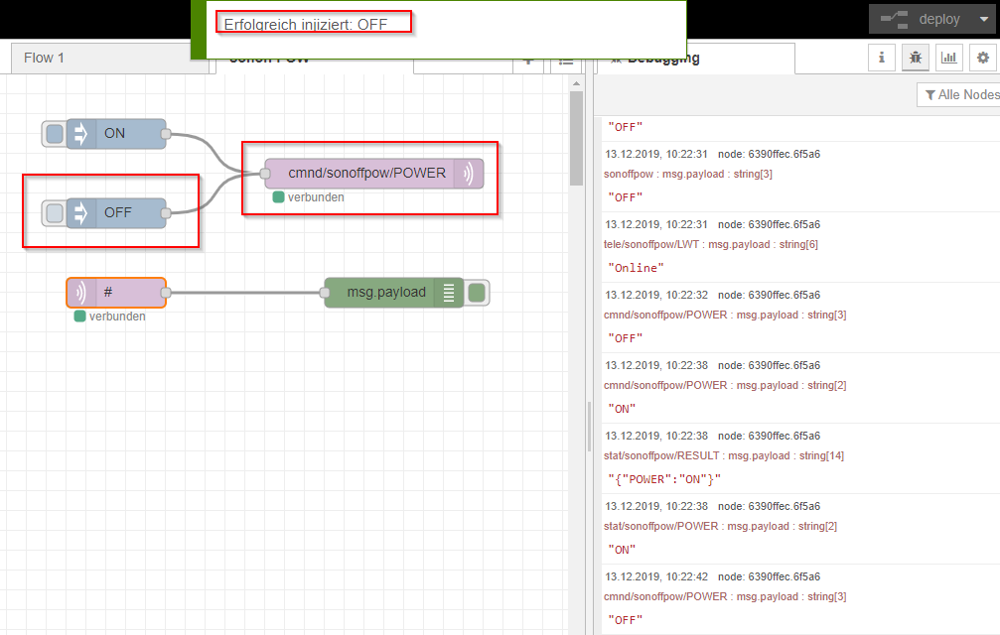 Erfolgreich injiziert: OFF
deploy
Flow 1
Debugging
Alle Nodes
ON
cmnd/sonoffpow/POWER
verbunden
OFF
#
verbunden
msg.payload
"OFF"
13.12.2019, 10:22:31 node: 6390ffec.6f5a6
sonoffpow : msg.payload : string[3]
"OFF"
13.12.2019, 10:22:31 node: 6390ffec.6f5a6
tele/sonoffpow/LWT : msg.payload : string[6]
"Online"
13.12.2019, 10:22:32 node: 6390ffec.6f5a6
cmnd/sonoffpow/POWER : msg.payload : string[3]
"OFF"
13.12.2019, 10:22:38 node: 6390ffec.6f5a6
cmnd/sonoffpow/POWER : msg.payload : string[2]
"ON"
13.12.2019, 10:22:38 node: 6390ffec.6f5a6
stat/sonoffpow/RESULT : msg.payload : string[14]
"{"POWER":"ON"}"
13.12.2019, 10:22:38 node: 6390ffec.6f5a6
stat/sonoffpow/POWER : msg.payload : string[2]
"ON"
13.12.2019, 10:22:42 node: 6390ffec.6f5a6
cmnd/sonoffpow/POWER : msg.payload : string[3]
"OFF"